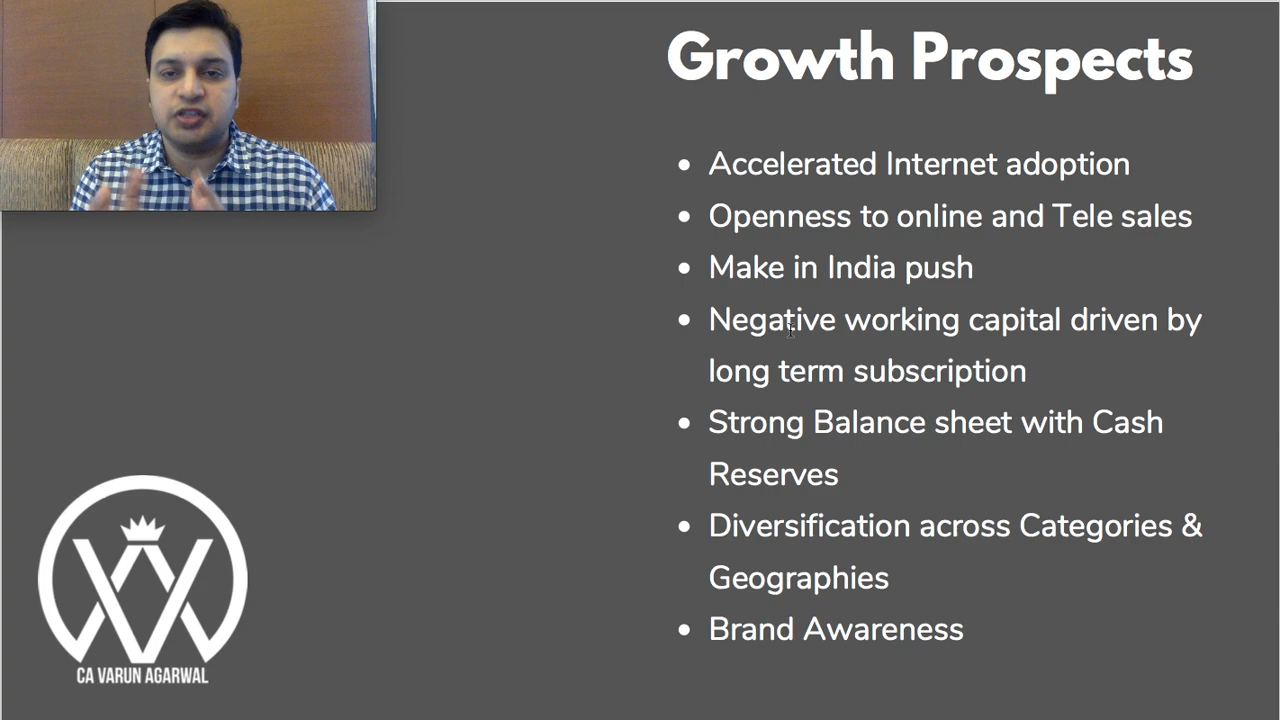 Growth Prospects
• Accelerated Internet adoption
• Openness to online and Tele sales
• Make in India push
• Negative working capital driven by
long term subscription
• Strong Balance sheet with Cash
Reserves
• Diversification across Categories &
Geographies
• Brand Awareness
CA VARUN AGARWAL